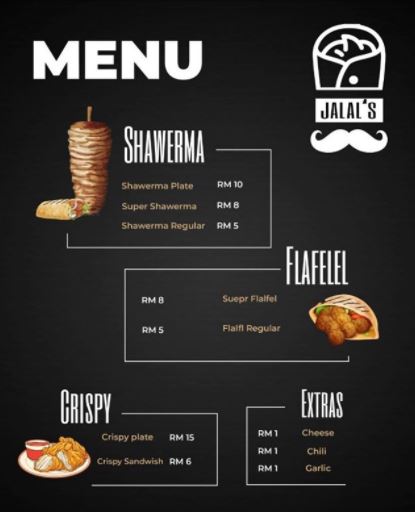 MENU
JALAL'S
SHAWERMA
Shawerma Plate RM 10
Super Shawerma RM 8
Shawerma Regular RM 5
FLAFELEL
RM 8 Suepr Flalfel
RM 5 Flalfl Regular
CRISPY
Crispy plate RM 15
Crispy Sandwish RM 6
EXTRAS
RM 1 Cheese
RM 1 Chili
RM 1 Garlic